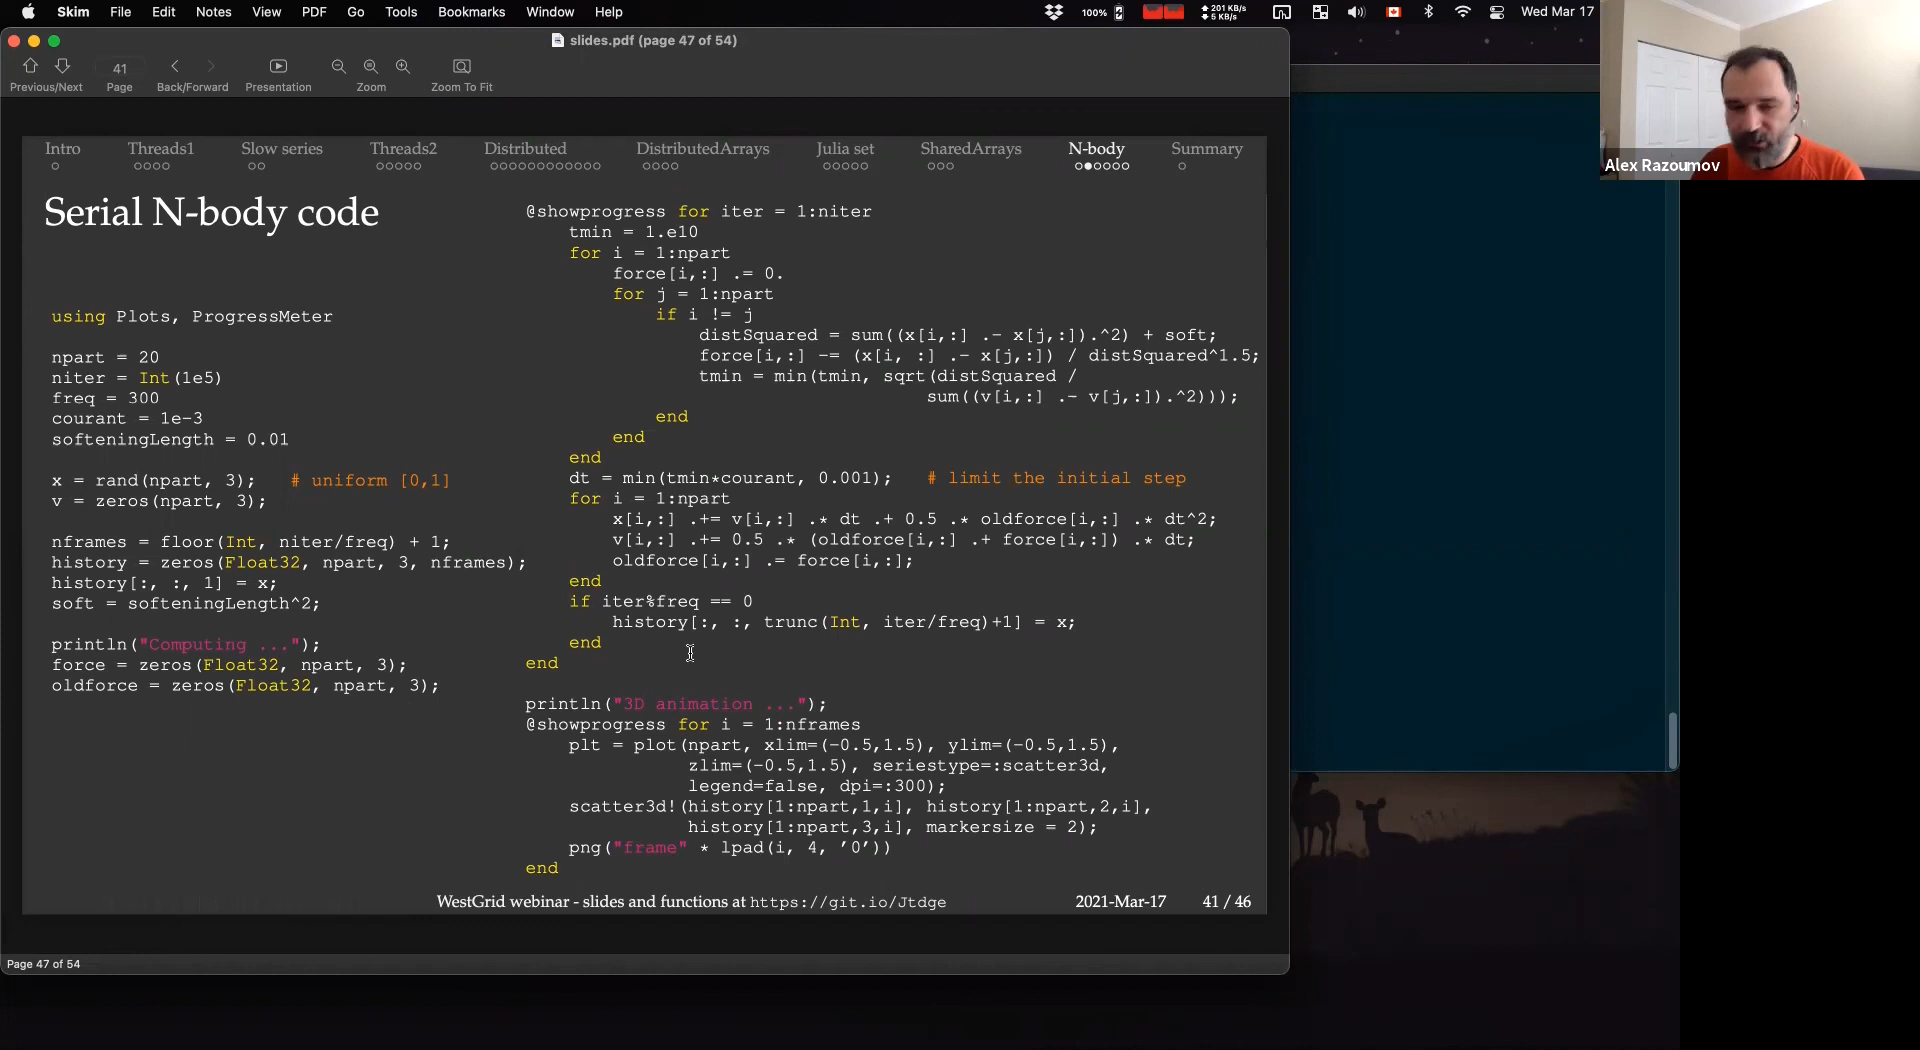 Skim File Edit Notes View PDF Go Tools Bookmarks Window Help
100% 201 KB/s Wed Mar 17
5 KB/s
slides.pdf (page 47 of 54)
41
Previous/Next Page Back/Forward Presentation Zoom Zoom To Fit
Alex Razoumov
Intro Threads1 Slow series Threads2 Distributed DistributedArrays Julia set SharedArrays N-body Summary
Serial N-body code
using Plots, ProgressMeter
npart = 20
niter = Int(1e5)
freq = 300
courant = 1e-3
softeningLength = 0.01
x = rand(npart, 3); # uniform [0,1]
v = zeros(npart, 3);
nframes = floor(Int, niter/freq) + 1;
history = zeros(Float32, npart, 3, nframes);
history[:, :, 1] = x;
soft = softeningLength^2;
println("Computing ...");
force = zeros(Float32, npart, 3);
oldforce = zeros(Float32, npart, 3);
@showprogress for iter = 1:niter
tmin = 1.e10
for i = 1:npart
force[i,:] .= 0.
for j = 1:npart
if i != j
distSquared = sum((x[i,:] .- x[j,:]).^2) + soft;
force[i,:] -= (x[i, :] .- x[j,:]) / distSquared^1.5;
tmin = min(tmin, sqrt(distSquared /
sum((v[i,:] .- v[j,:]).^2)));
end
end
end
dt = min(tmin*courant, 0.001); # limit the initial step
for i = 1:npart
x[i,:] .+= v[i,:] .* dt .+ 0.5 .* oldforce[i,:] .* dt^2;
v[i,:] .+= 0.5 .* (oldforce[i,:] .+ force[i,:]) .* dt;
oldforce[i,:] .= force[i,:];
end
if iter%freq == 0
history[:, :, trunc(Int, iter/freq)+1] = x;
end
end
println("3D animation ...");
@showprogress for i = 1:nframes
plt = plot(npart, xlim=(-0.5,1.5), ylim=(-0.5,1.5),
zlim=(-0.5,1.5), seriestype=:scatter3d,
legend=false, dpi=:300);
scatter3d!(history[1:npart,1,i], history[1:npart,2,i],
history[1:npart,3,i], markersize = 2);
png("frame" * lpad(i, 4, '0'))
end
WestGrid webinar - slides and functions at https://git.io/Jtdge 2021-Mar-17 41 / 46
Page 47 of 54